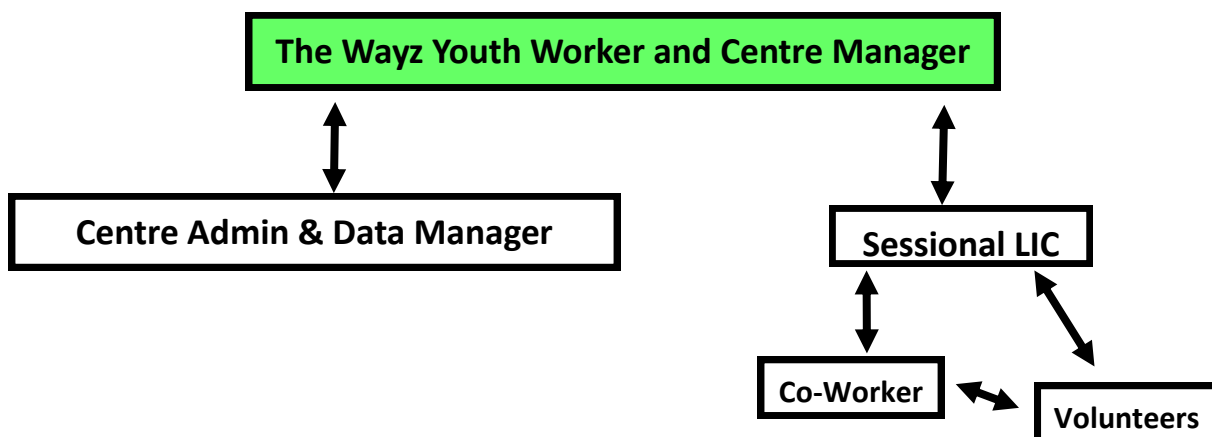 The Wayz Youth Worker and Centre Manager
Centre Admin & Data Manager
Sessional LIC
Co-Worker
Volunteers